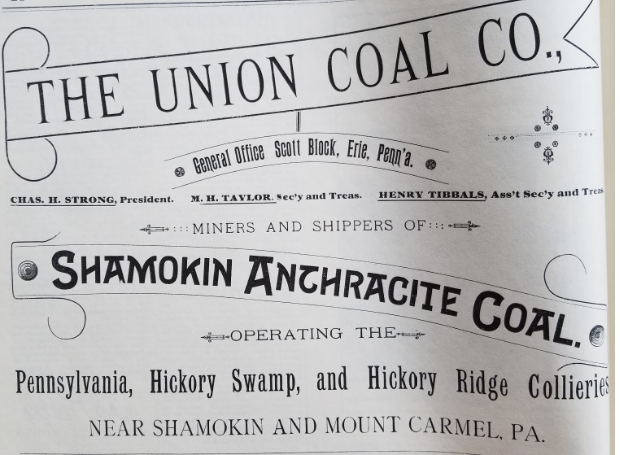 THE UNION COAL CO.,
General Office Scott Block, Erie, Penn'a.
CHAS. H. STRONG, President. M. H. TAYLOR. Sec'y and Treas. HENRY TIBBALS, Ass't Sec'y and Treas
MINERS AND SHIPPERS OF
SHAMOKIN ANTHRACITE COAL.
OPERATING THE
Pennsylvania, Hickory Swamp, and Hickory Ridge Collieries
NEAR SHAMOKIN AND MOUNT CARMEL, PA.